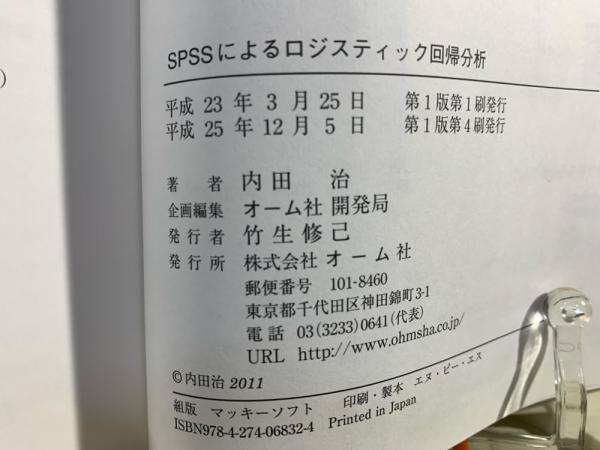 SPSSによるロジスティック回帰分析
平成 23 年 3 月 25 日 第1版第1刷発行
平成 25 年 12 月 5 日 第1版第4刷発行
著 者 内田 治
企画編集 オーム社 開発局
発行者 竹生修己
発行所 株式会社 オーム社
郵便番号 101-8460
東京都千代田区神田錦町3-1
電話 03(3233)0641(代表)
URL http://www.ohmsha.co.jp/
©内田治 2011
組版 マッキーソフト 印刷・製本 エヌ・ピー・エス
ISBN978-4-274-06832-4 Printed in Japan
)